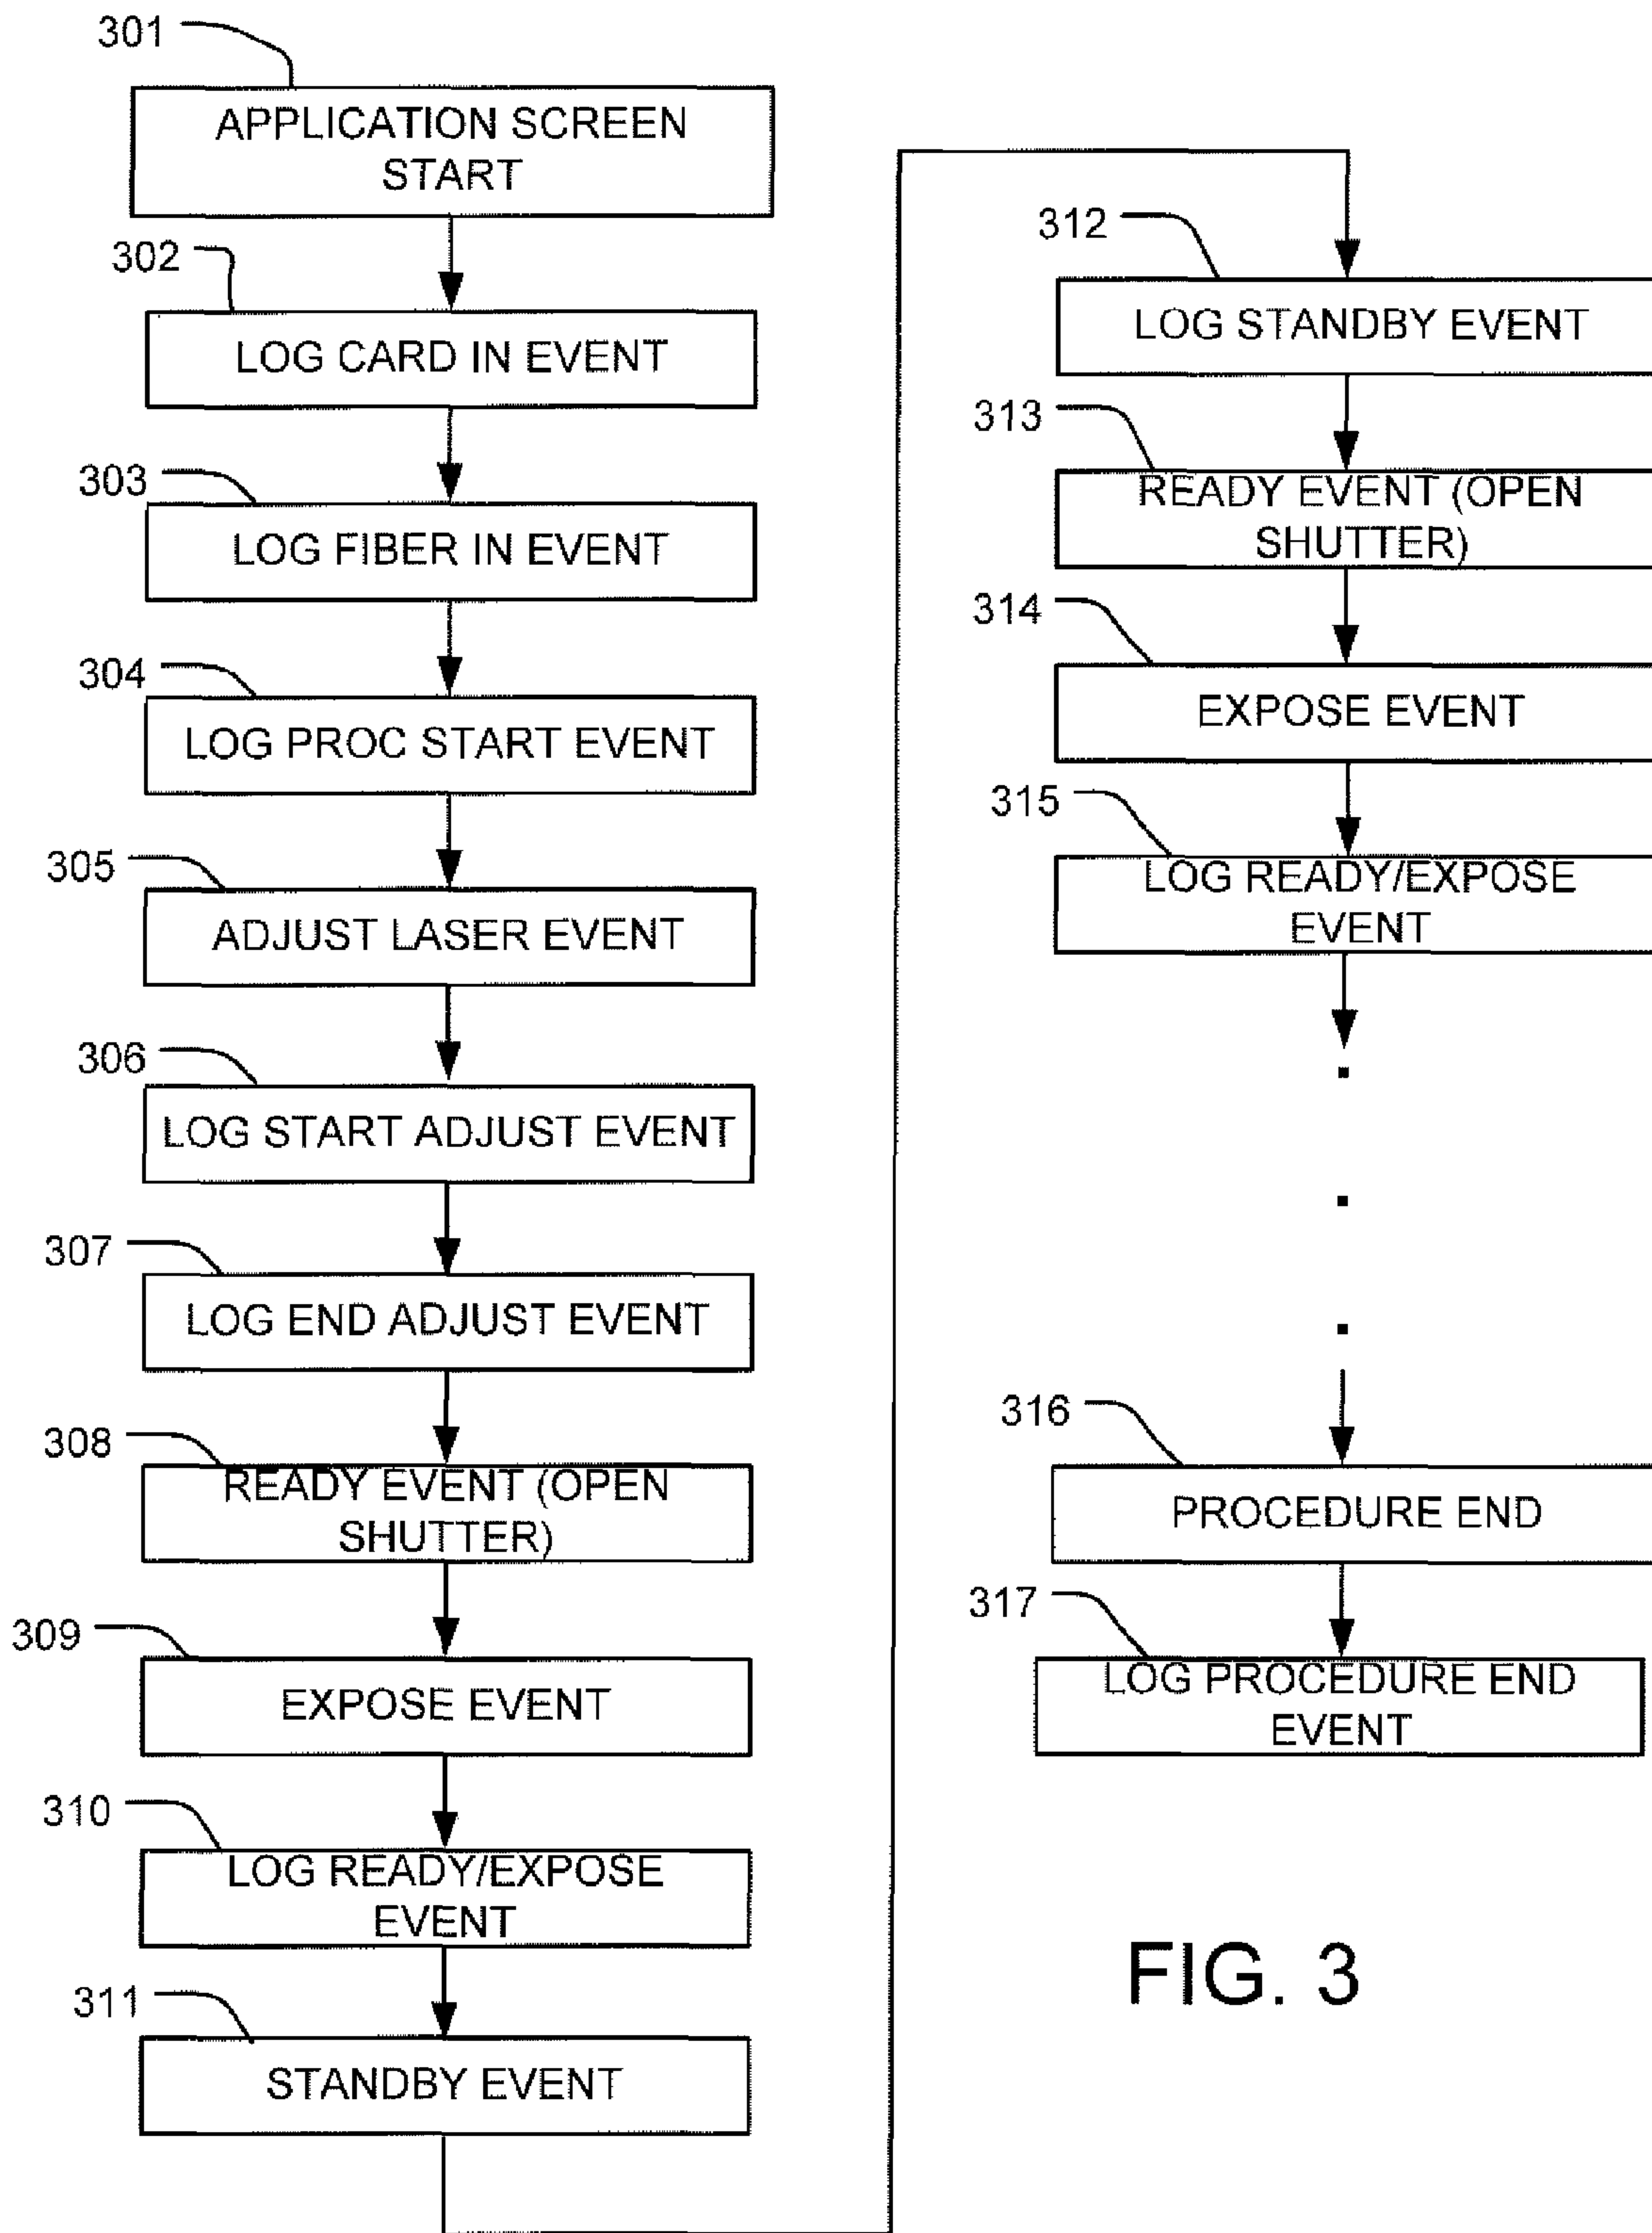 301
APPLICATION SCREEN
START
302
LOG CARD IN EVENT
303
LOG FIBER IN EVENT
304
LOG PROC START EVENT
305
ADJUST LASER EVENT
306
LOG START ADJUST EVENT
307
LOG END ADJUST EVENT
308
READY EVENT (OPEN
SHUTTER)
309
EXPOSE EVENT
310
LOG READY/EXPOSE
EVENT
311
STANDBY EVENT
312
LOG STANDBY EVENT
313
READY EVENT (OPEN
SHUTTER)
314
EXPOSE EVENT
315
LOG READY/EXPOSE
EVENT
316
PROCEDURE END
317
LOG PROCEDURE END
EVENT
FIG. 3